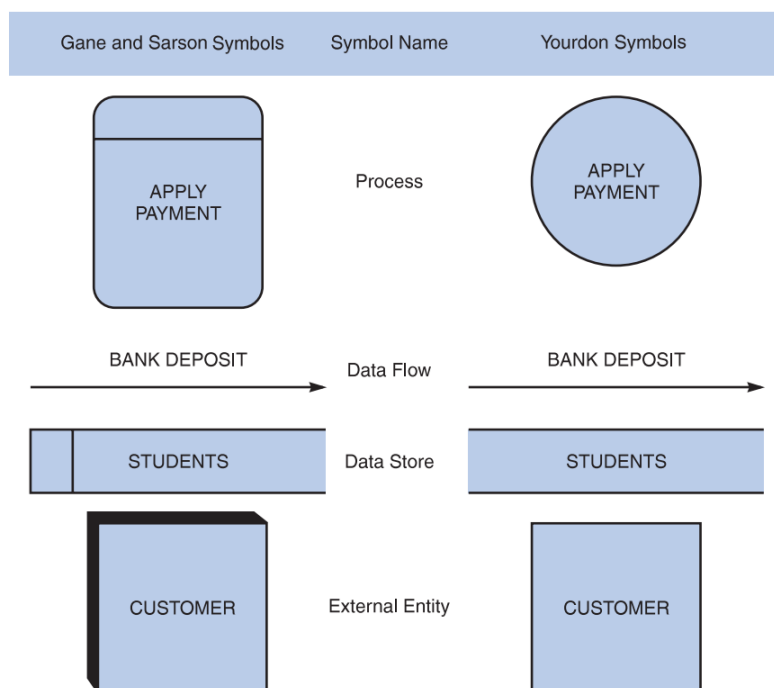 Gane and Sarson Symbols Symbol Name Yourdon Symbols
APPLY
PAYMENT
Process
APPLY
PAYMENT
BANK DEPOSIT
Data Flow
BANK DEPOSIT
STUDENTS
Data Store
STUDENTS
CUSTOMER
External Entity
CUSTOMER